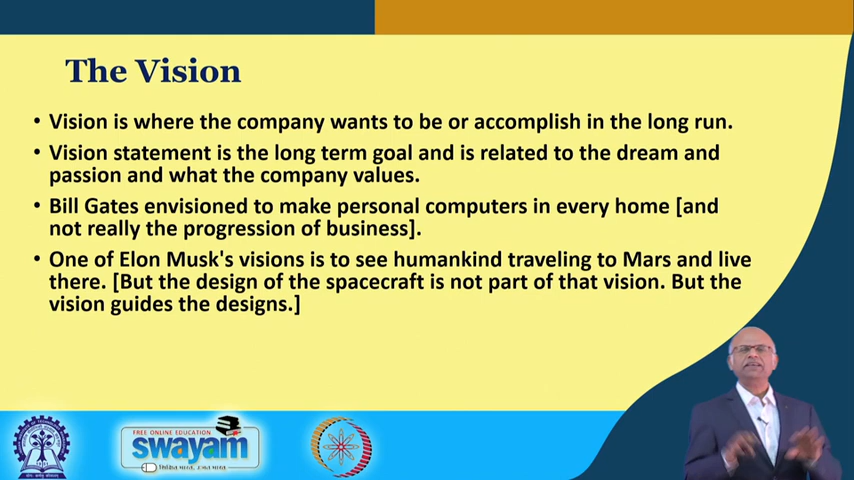 The Vision
• Vision is where the company wants to be or accomplish in the long run.
• Vision statement is the long term goal and is related to the dream and
passion and what the company values.
• Bill Gates envisioned to make personal computers in every home [and
not really the progression of business].
• One of Elon Musk's visions is to see humankind traveling to Mars and live
there. [But the design of the spacecraft is not part of that vision. But the
vision guides the designs.]
FREE ONLINE EDUCATION
swayam